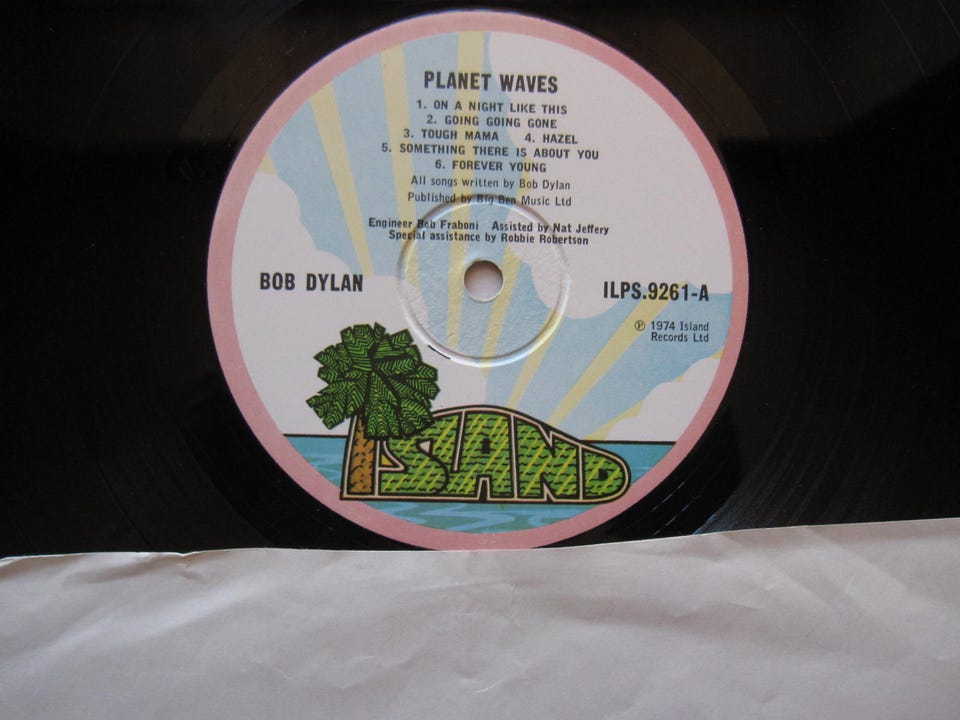 PLANET WAVES
1. ON A NIGHT LIKE THIS
2. GOING GOING GONE
3. TOUGH MAMA 4. HAZEL
5. SOMETHING THERE IS ABOUT YOU
6. FOREVER YOUNG
All songs written by Bob Dylan
Published by Big Ben Music Ltd
Engineer Bob Fraboni Assisted by Nat Jeffery
Special assistance by Robbie Robertson
BOB DYLAN
ILPS.9261-A
℗ 1974 Island
Records Ltd
ISLAND